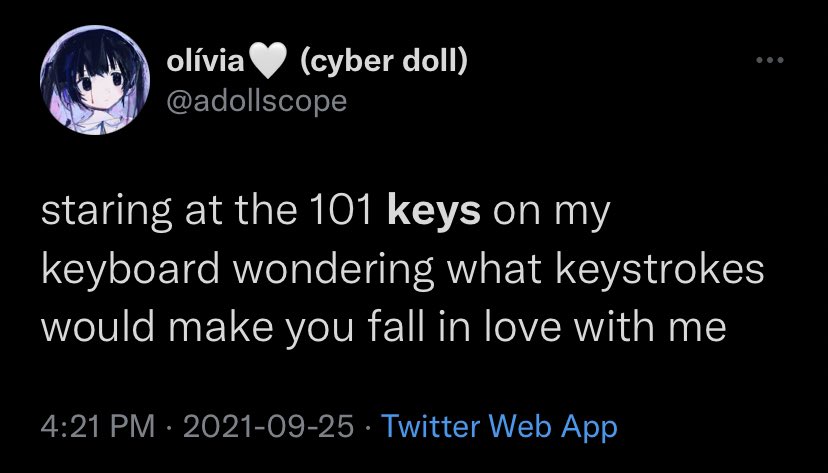 olívia🤍 (cyber doll)
@adollscope
staring at the 101 keys on my
keyboard wondering what keystrokes
would make you fall in love with me
4:21 PM · 2021-09-25 · Twitter Web App